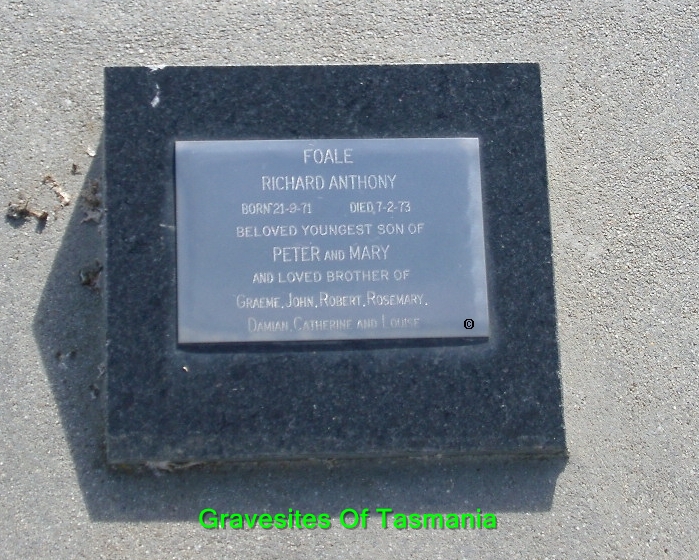 FOALE
RICHARD ANTHONY
BORN 21-9-71 DIED 7-2-73
BELOVED YOUNGEST SON OF
PETER AND MARY
AND LOVED BROTHER OF
GRAEME, JOHN, ROBERT, ROSEMARY,
DAMIAN, CATHERINE AND LOUISE
©
Gravesites Of Tasmania